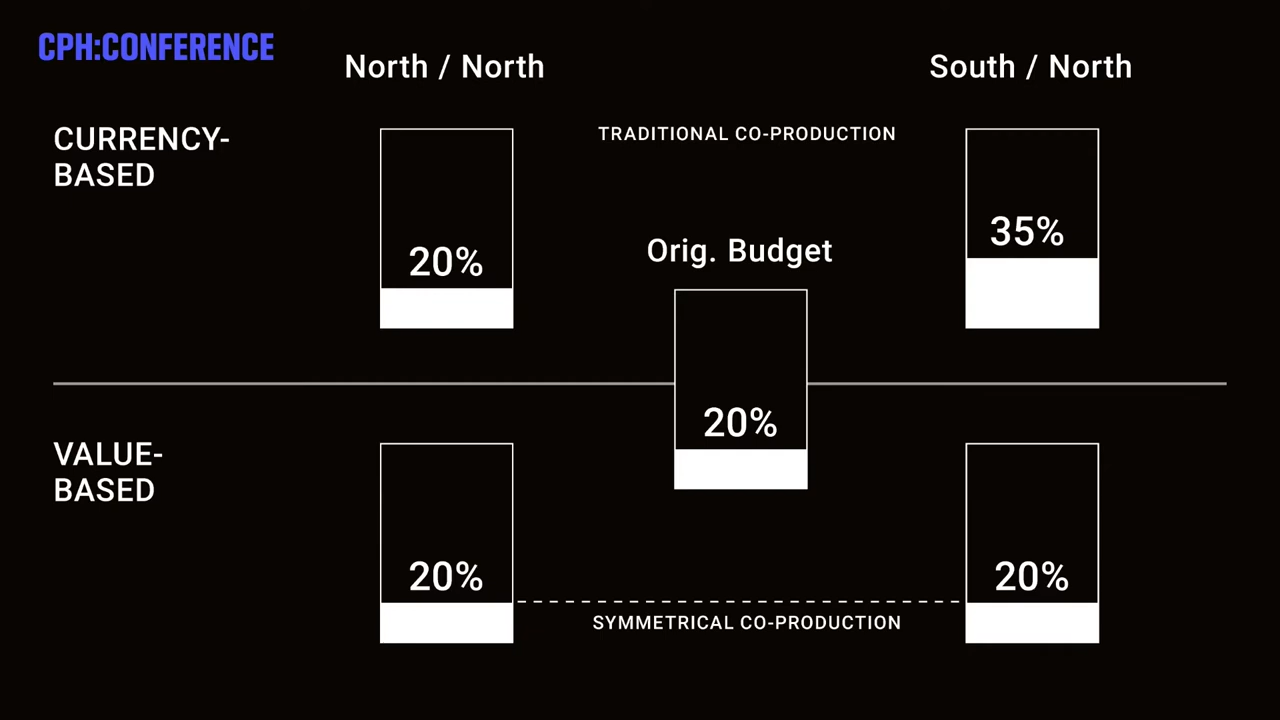 CPH:CONFERENCE
North / North
South / North
CURRENCY-
BASED
TRADITIONAL CO-PRODUCTION
20%
35%
Orig. Budget
20%
VALUE-
BASED
20%
20%
SYMMETRICAL CO-PRODUCTION